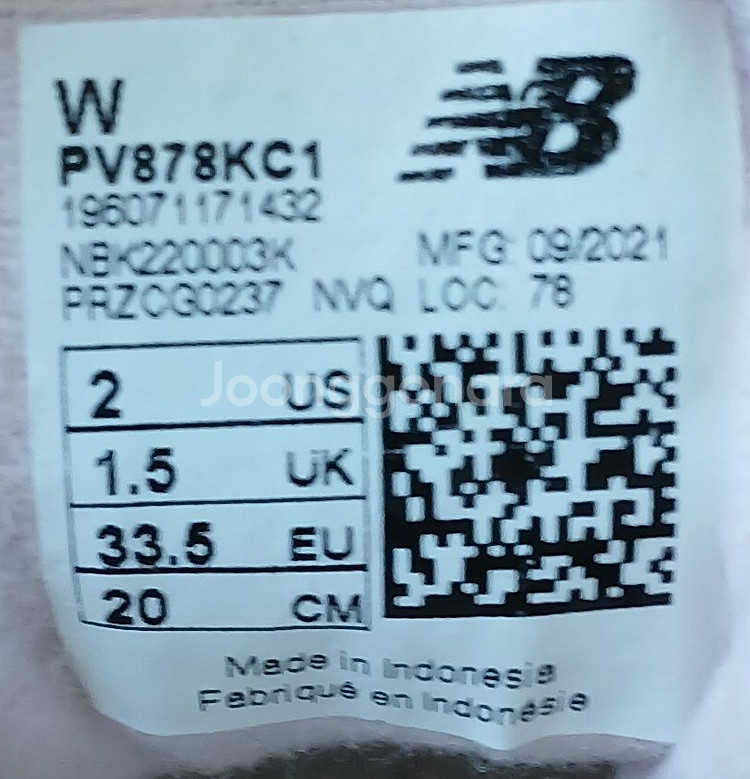 W
PV878KC1
196071171432
NBK220003K MFG: 09/2021
PRZCG0237 NVQ LOC: 78
2 US
1.5 UK
33.5 EU
20 CM
Joonggonara
Made in Indonesia
Fabriqué en Indonésie
NB